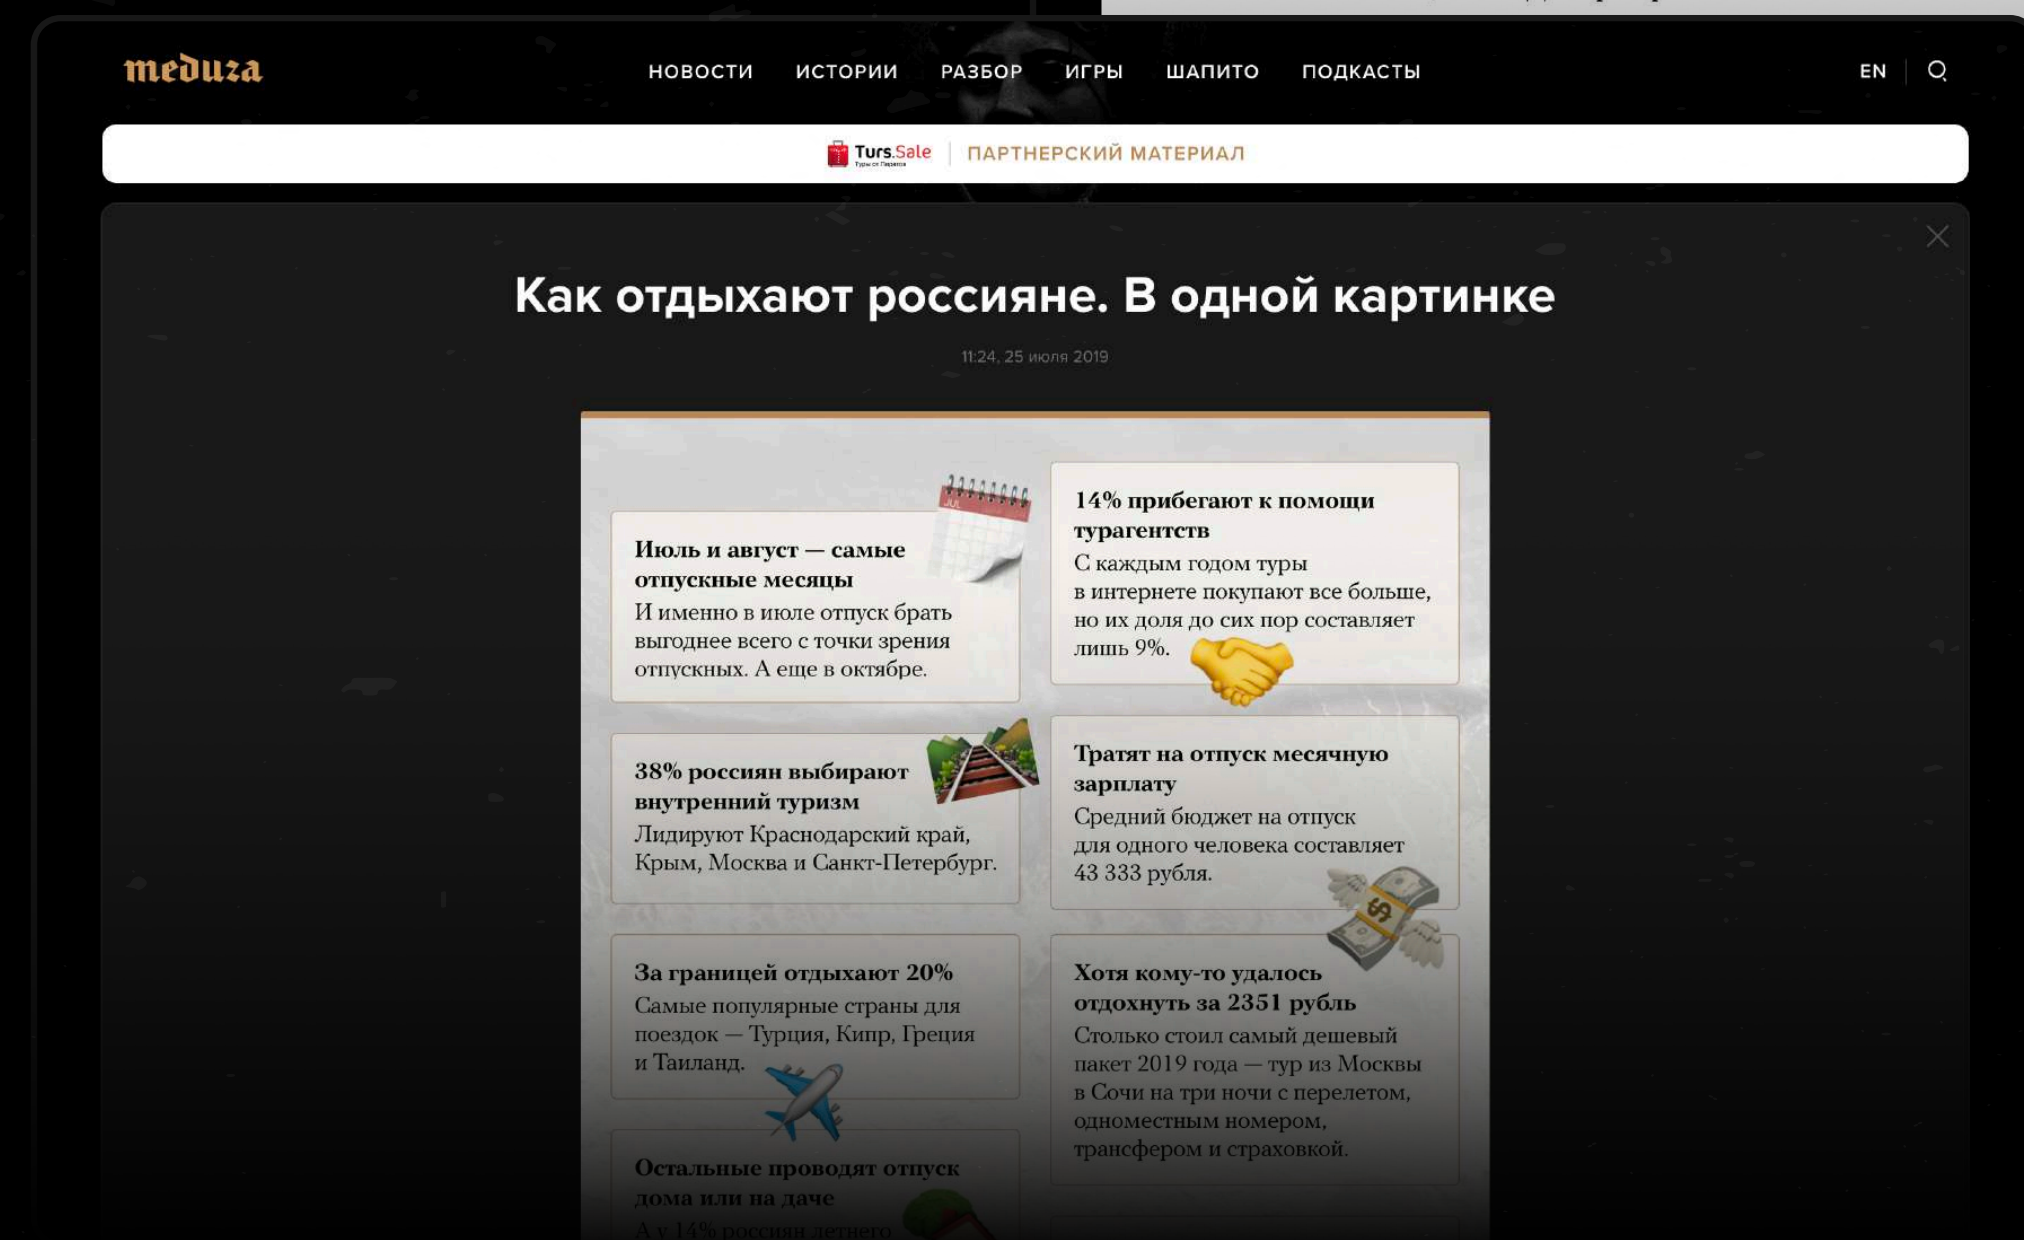 meduza
НОВОСТИ ИСТОРИИ РАЗБОР ИГРЫ ШАПИТО ПОДКАСТЫ
EN
Turs.Sale
Туры от Пиратов
ПАРТНЕРСКИЙ МАТЕРИАЛ
Как отдыхают россияне. В одной картинке
11:24, 25 июля 2019
JUL
Июль и август — самые
отпускные месяцы
И именно в июле отпуск брать
выгоднее всего с точки зрения
отпускных. А еще в октябре.
38% россиян выбирают
внутренний туризм
Лидируют Краснодарский край,
Крым, Москва и Санкт-Петербург.
За границей отдыхают 20%
Самые популярные страны для
поездок — Турция, Кипр, Греция
и Таиланд.
Остальные проводят отпуск
дома или на даче
А у 14% россиян летнего
14% прибегают к помощи
турагентств
С каждым годом туры
в интернете покупают все больше,
но их доля до сих пор составляет
лишь 9%.
Тратят на отпуск месячную
зарплату
Средний бюджет на отпуск
для одного человека составляет
43 333 рубля.
Хотя кому-то удалось
отдохнуть за 2351 рубль
Столько стоил самый дешевый
пакет 2019 года — тур из Москвы
в Сочи на три ночи с перелетом,
одноместным номером,
трансфером и страховкой.